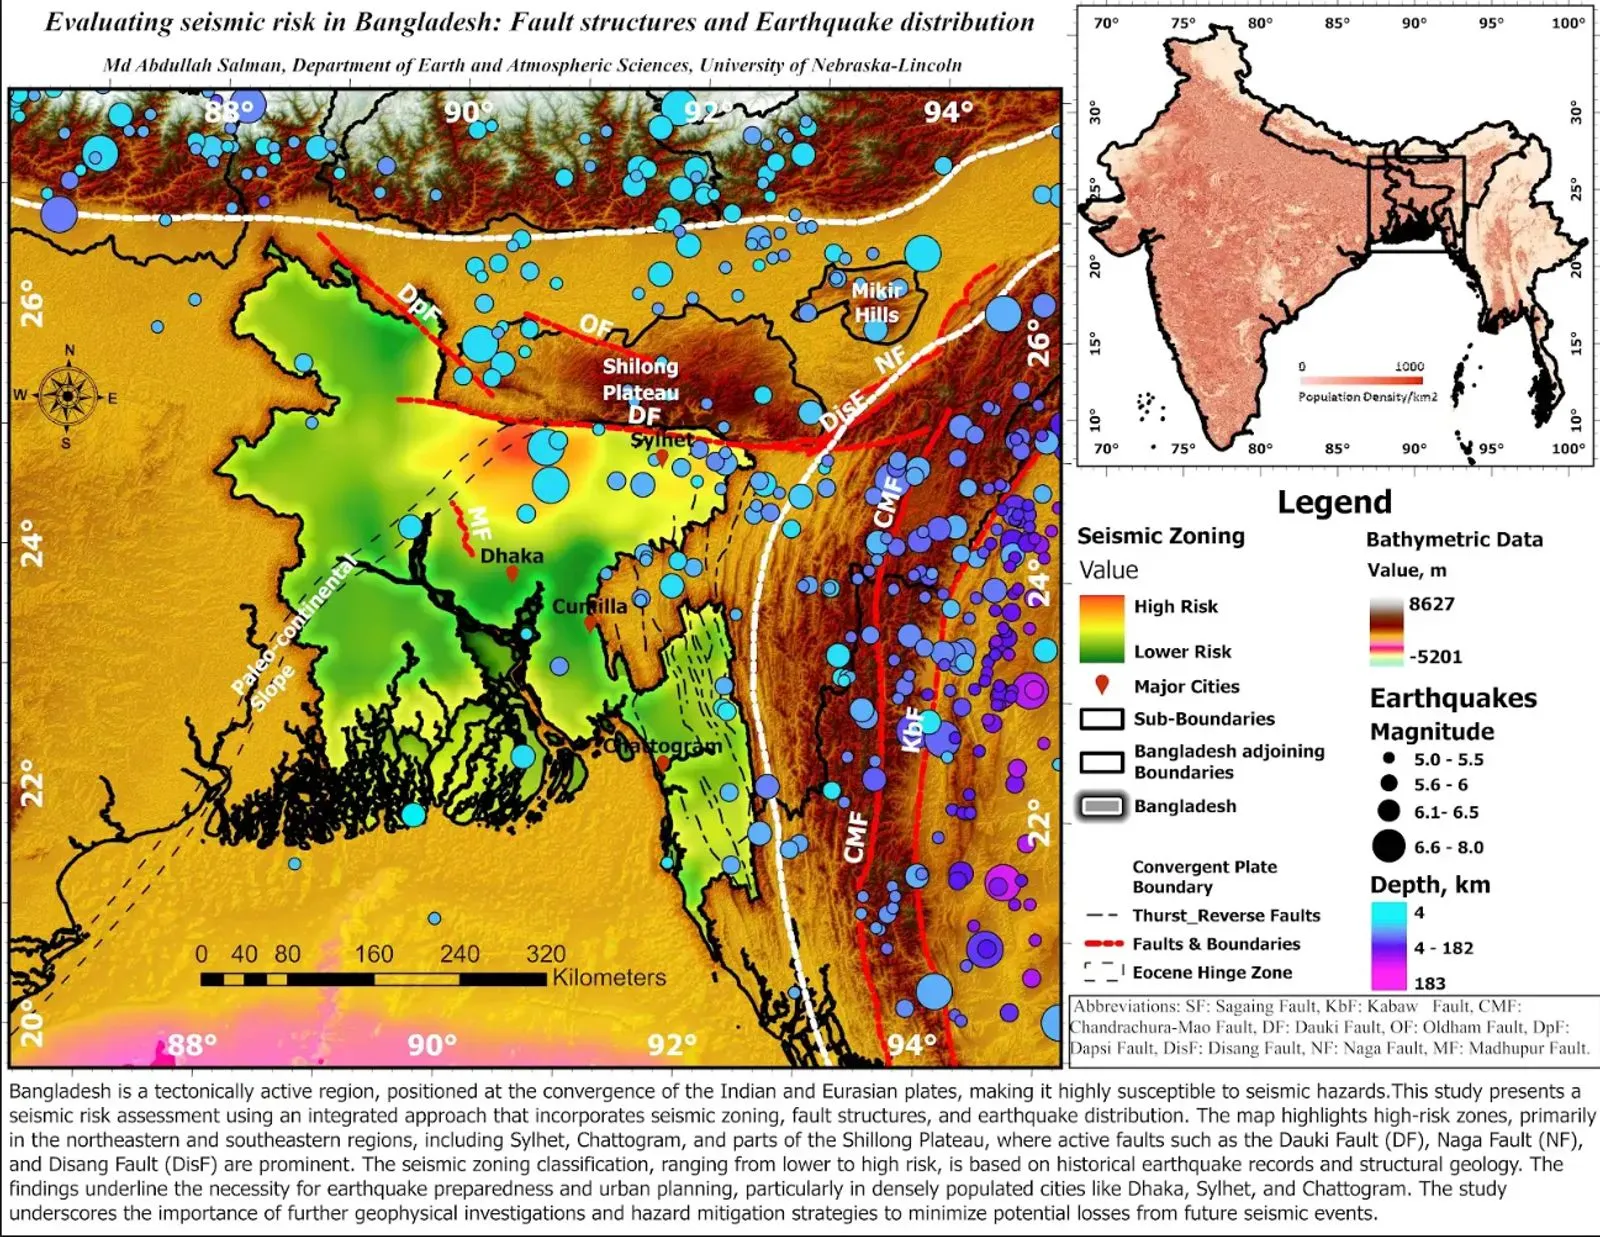 Evaluating seismic risk in Bangladesh: Fault structures and Earthquake distribution
Md Abdullah Salman, Department of Earth and Atmospheric Sciences, University of Nebraska-Lincoln
88° 90° 92° 94°
26°
24°
22°
20°
26°
24°
22°
88° 90° 92° 94°
N
W E
S
DpF
OF
Mikir
Hills
NF
Shilong
Plateau
DF
DisF
Sylhet
CMF
MF
Dhaka
Cumilla
Paleo-continental
Slope
KbF
Chattogram
CMF
0 40 80 160 240 320
Kilometers
70° 75° 80° 85° 90° 95° 100°
30°
25°
20°
15°
10°
30°
25°
20°
15°
10°
0 1000
Population Density/km2
70° 75° 80° 85° 90° 95° 100°
Legend
Seismic Zoning
Value
High Risk
Lower Risk
Major Cities
Sub-Boundaries
Bangladesh adjoining
Boundaries
Bangladesh
Convergent Plate
Boundary
Thurst_Reverse Faults
Faults & Boundaries
Eocene Hinge Zone
Bathymetric Data
Value, m
8627
-5201
Earthquakes
Magnitude
5.0 - 5.5
5.6 - 6
6.1- 6.5
6.6 - 8.0
Depth, km
4
4 - 182
183
Abbreviations: SF: Sagaing Fault, KbF: Kabaw Fault, CMF:
Chandrachura-Mao Fault, DF: Dauki Fault, OF: Oldham Fault, DpF:
Dapsi Fault, DisF: Disang Fault, NF: Naga Fault, MF: Madhupur Fault.
Bangladesh is a tectonically active region, positioned at the convergence of the Indian and Eurasian plates, making it highly susceptible to seismic hazards.This study presents a
seismic risk assessment using an integrated approach that incorporates seismic zoning, fault structures, and earthquake distribution. The map highlights high-risk zones, primarily
in the northeastern and southeastern regions, including Sylhet, Chattogram, and parts of the Shillong Plateau, where active faults such as the Dauki Fault (DF), Naga Fault (NF),
and Disang Fault (DisF) are prominent. The seismic zoning classification, ranging from lower to high risk, is based on historical earthquake records and structural geology. The
findings underline the necessity for earthquake preparedness and urban planning, particularly in densely populated cities like Dhaka, Sylhet, and Chattogram. The study
underscores the importance of further geophysical investigations and hazard mitigation strategies to minimize potential losses from future seismic events.